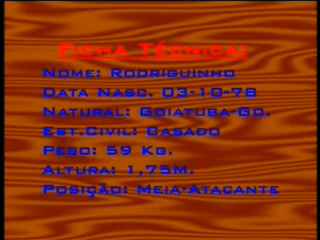 Ficha Técnica:
Nome: Rodriguinho
Data Nasc. 03-10-78
Natural: Goiatuba-Go.
Est.Civil: Casado
Peso: 59 Kg.
Altura: 1,75m.
Posição: Meia-Atacante